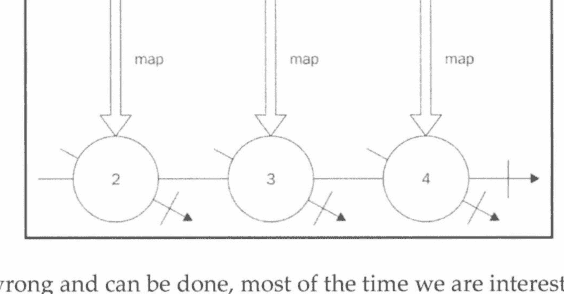 map map map
2 3 4
wrong and can be done, most of the time we are interest